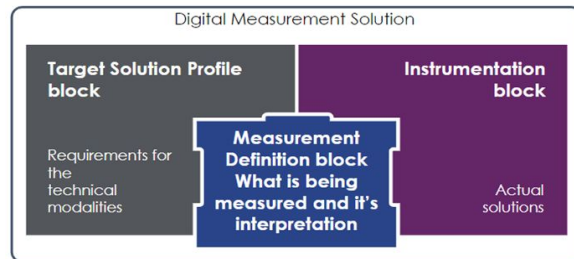 Digital Measurement Solution
Target Solution Profile
block
Requirements for
the
technical
modalities
Measurement
Definition block
What is being
measured and it's
interpretation
Instrumentation
block
Actual
solutions